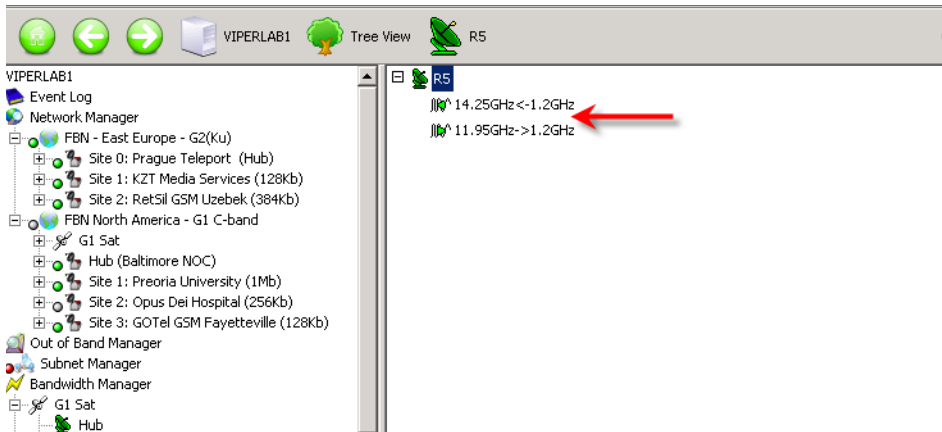 VIPERLAB1 Tree View R5
VIPERLAB1
Event Log
Network Manager
FBN - East Europe - G2(Ku)
Site 0: Prague Teleport (Hub)
Site 1: KZT Media Services (128Kb)
Site 2: RetSil GSM Uzebek (384Kb)
FBN North America - G1 C-band
G1 Sat
Hub (Baltimore NOC)
Site 1: Preoria University (1Mb)
Site 2: Opus Dei Hospital (256Kb)
Site 3: GOTel GSM Fayetteville (128Kb)
Out of Band Manager
Subnet Manager
Bandwidth Manager
G1 Sat
Hub
R5
14.25GHz<-1.2GHz
11.95GHz->1.2GHz